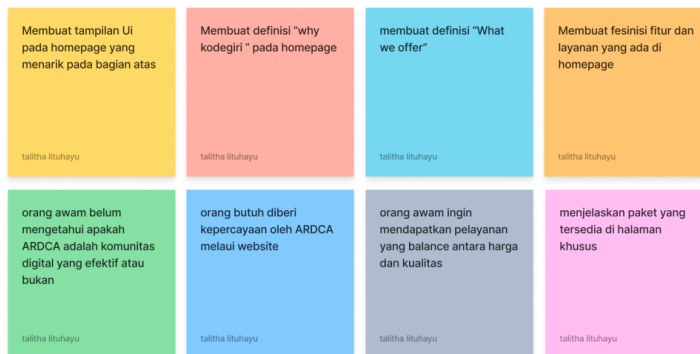 Membuat tampilan Ui
pada homepage yang
menarik pada bagian atas
talitha lituhayu
Membuat definisi “why
kodegiri “ pada homepage
talitha lituhayu
membuat definisi “What
we offer”
talitha lituhayu
Membuat fesinisi fitur dan
layanan yang ada di
homepage
talitha lituhayu
orang awam belum
mengetahui apakah
ARDCA adalah komunitas
digital yang efektif atau
bukan
talitha lituhayu
orang butuh diberi
kepercayaan oleh ARDCA
melaui website
talitha lituhayu
orang awam ingin
mendapatkan pelayanan
yang balance antara harga
dan kualitas
talitha lituhayu
menjelaskan paket yang
tersedia di halaman
khusus
talitha lituhayu